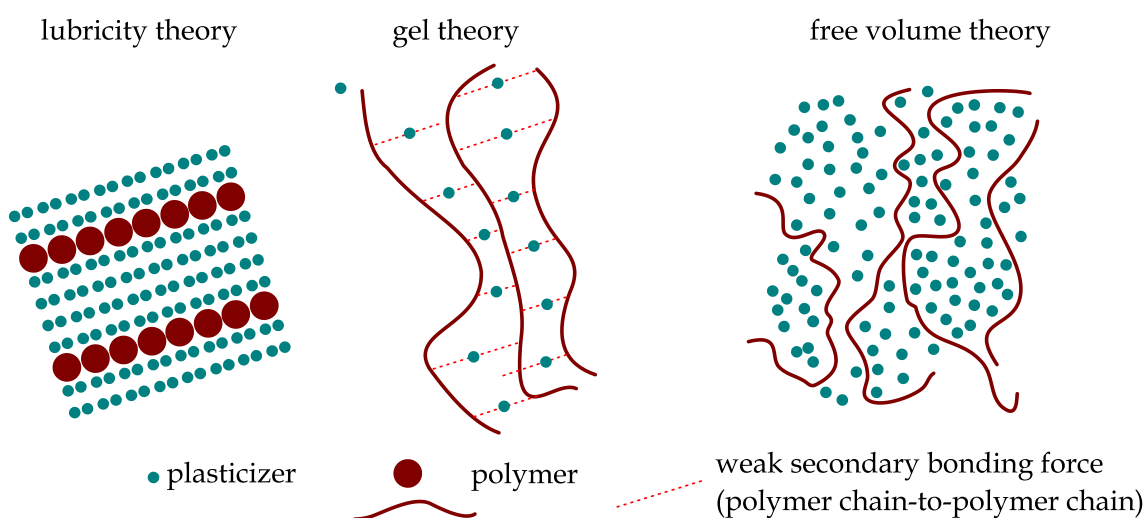 lubricity theory
gel theory
free volume theory
plasticizer
polymer
weak secondary bonding force
(polymer chain-to-polymer chain)